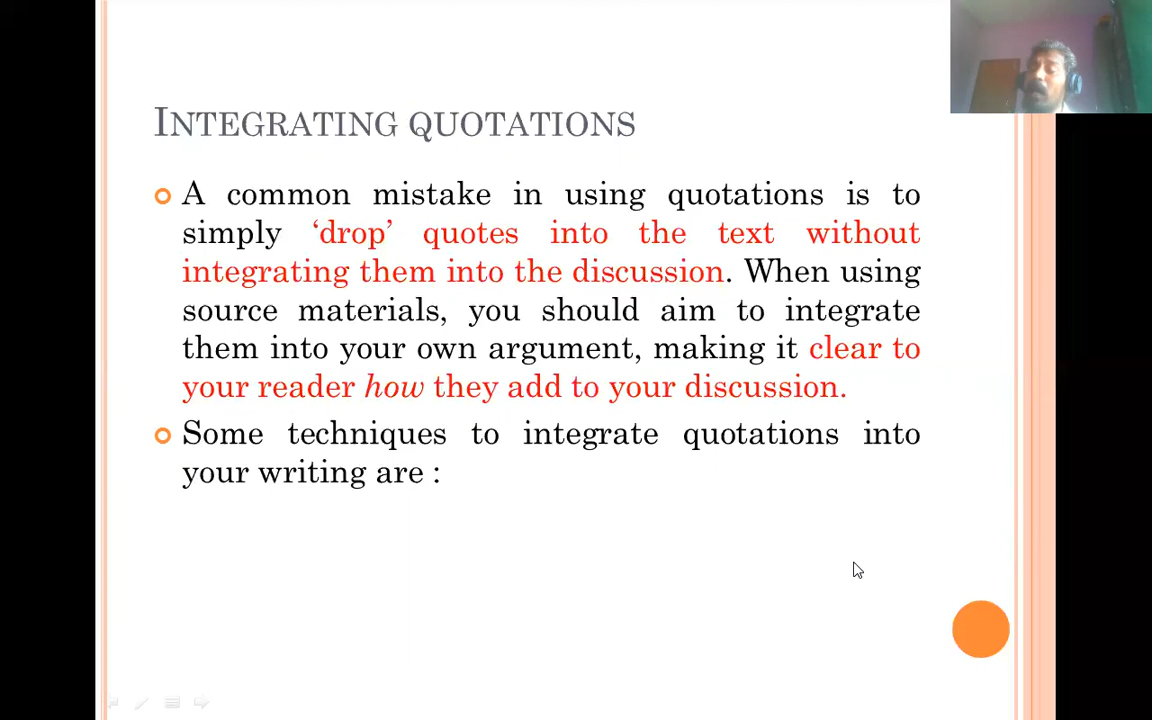 INTEGRATING QUOTATIONS
A common mistake in using quotations is to
simply ‘drop’ quotes into the text without
integrating them into the discussion. When using
source materials, you should aim to integrate
them into your own argument, making it clear to
your reader how they add to your discussion.
Some techniques to integrate quotations into
your writing are :